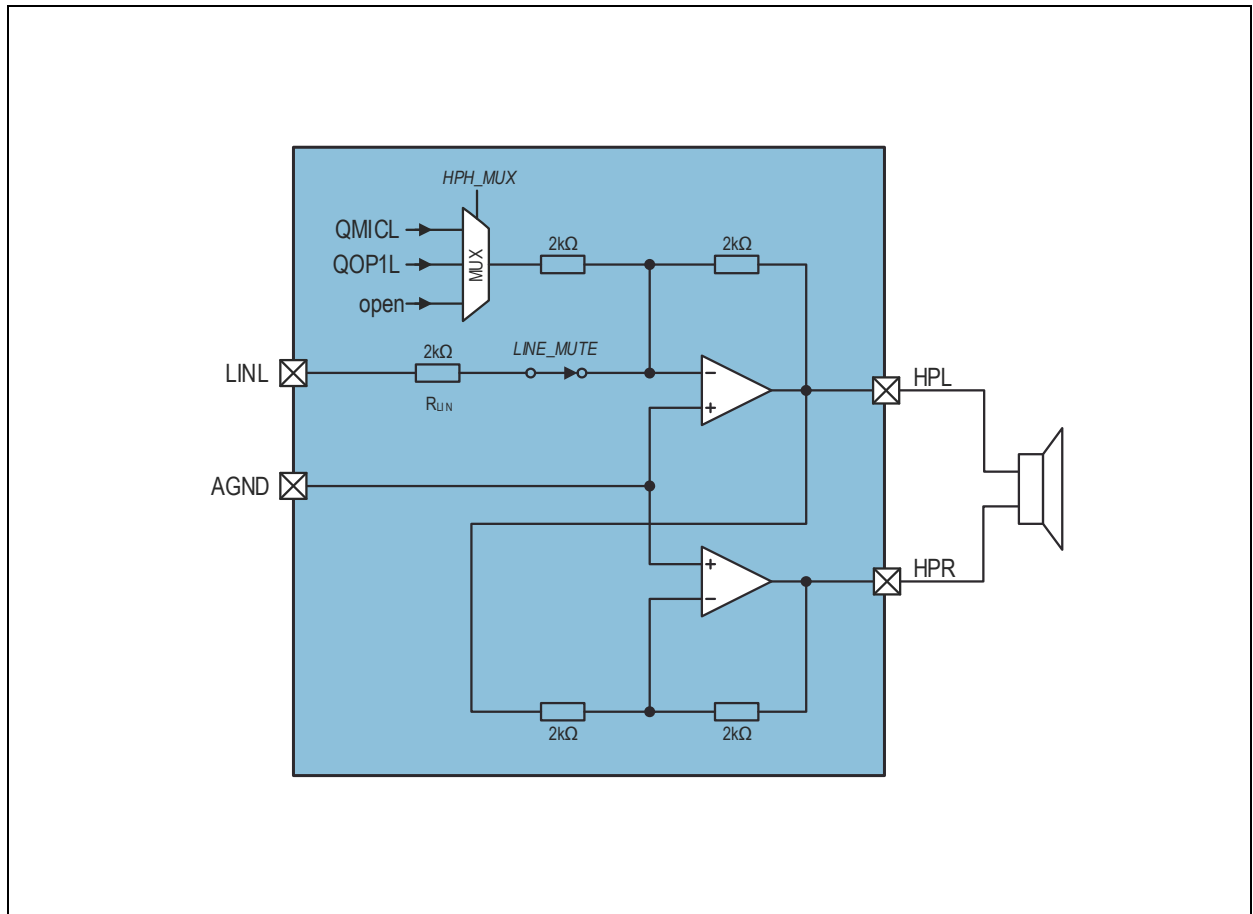 HPH_MUX
QMICL
QOP1L
open
MUX
2kΩ
2kΩ
LINL
2kΩ
RLIN
LINE_MUTE
HPL
AGND
HPR
2kΩ
2kΩ